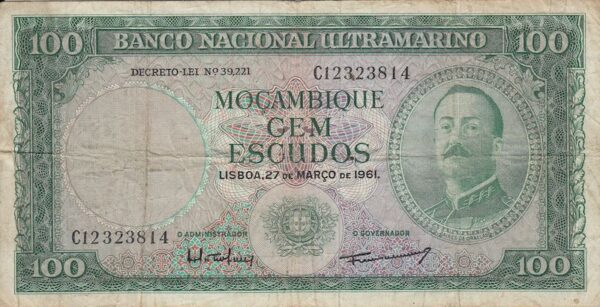 100 BANCO NACIONAL ULTRAMARINO 100
DECRETO-LEI Nº 39,221 C12323814
MOÇAMBIQUE
CEM
ESCUDOS
LISBOA, 27 DE MARÇO DE 1961.
C12323814 O ADMINISTRADOR O GOVERNADOR
100 100